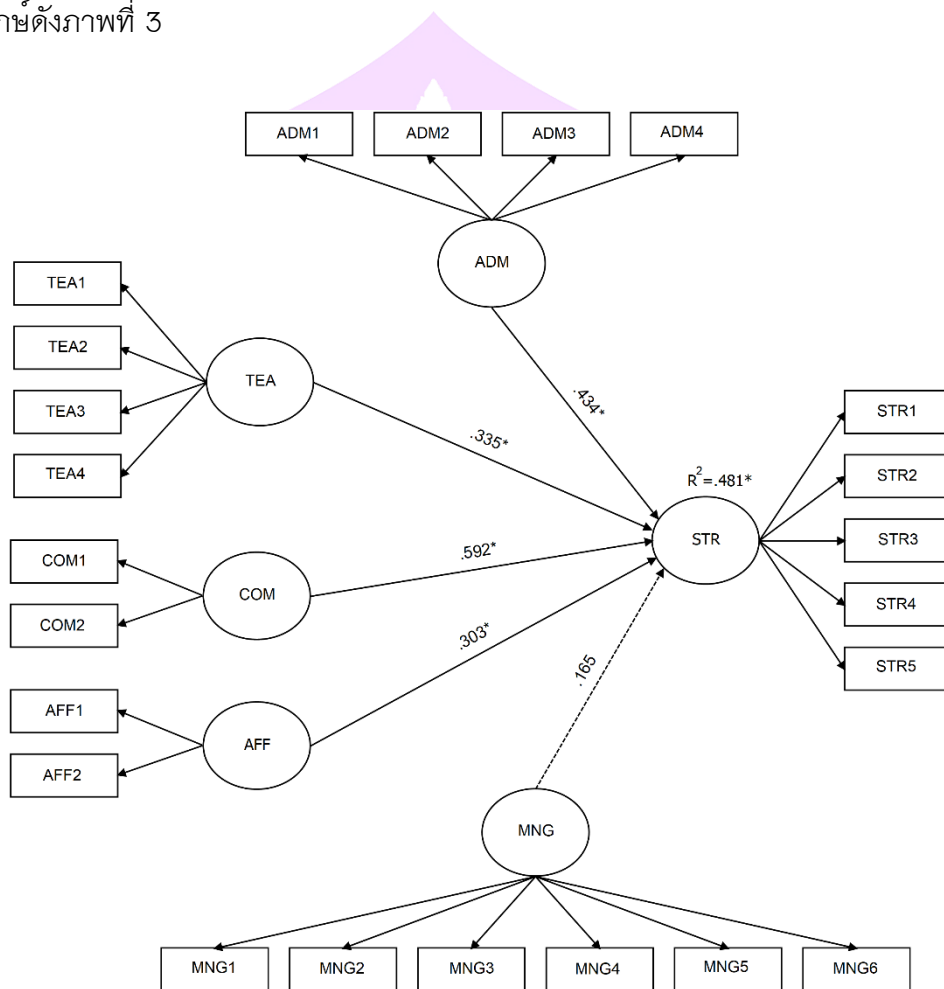 ดังภาพที่ 3
ADM1 ADM2 ADM3 ADM4
ADM
TEA1
TEA2
TEA3
TEA4
TEA
.434*
.335*
STR1
STR2
STR3
STR4
STR5
R²=.481*
STR
COM1
COM2
COM
.592*
AFF1
AFF2
AFF
.303*
.165
MNG
MNG1 MNG2 MNG3 MNG4 MNG5 MNG6